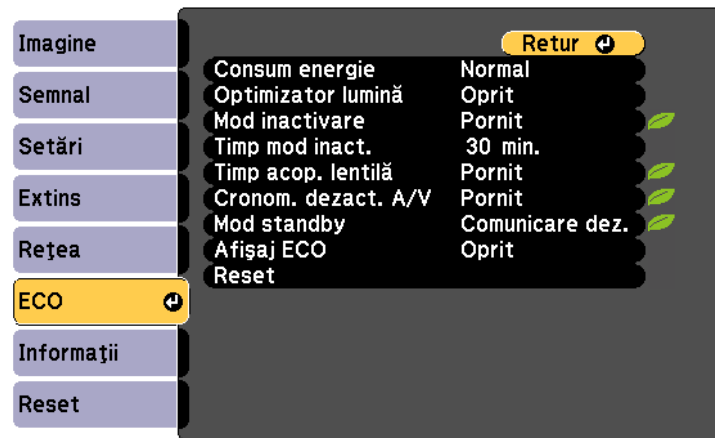 Imagine
Semnal
Setări
Extins
Reţea
ECO
Informaţii
Reset
Retur
Consum energie Normal
Optimizator lumină Oprit
Mod inactivare Pornit
Timp mod inact. 30 min.
Timp acop. lentilă Pornit
Cronom. dezact. A/V Pornit
Mod standby Comunicare dez.
Afişaj ECO Oprit
Reset